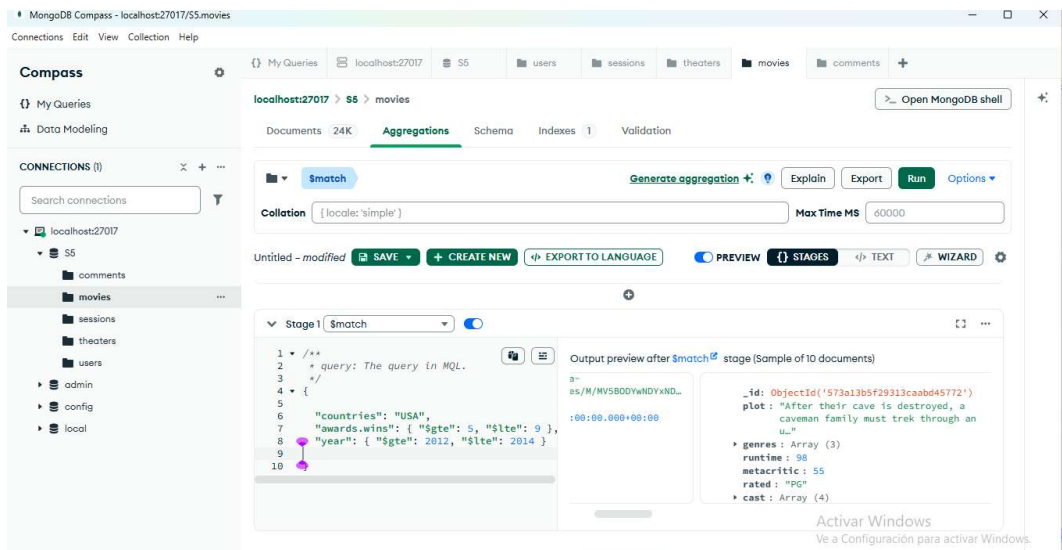 MongoDB Compass - localhost:27017/S5.movies
Connections Edit View Collection Help
Compass
{} My Queries
Data Modeling
CONNECTIONS (1)
Search connections
localhost:27017
S5
comments
movies
sessions
theaters
users
admin
config
local
{} My Queries localhost:27017 S5 users sessions theaters movies comments +
localhost:27017 > S5 > movies
>_ Open MongoDB shell
Documents 24K Aggregations Schema Indexes 1 Validation
$match
Generate aggregation Explain Export Run Options
Collation { locale: 'simple' } Max Time MS 60000
Untitled – modified SAVE + CREATE NEW </> EXPORT TO LANGUAGE PREVIEW {} STAGES </> TEXT WIZARD
Stage 1 $match
1 /**
2 * query: The query in MQL.
3 */
4 {
5
6 "countries": "USA",
7 "awards.wins": { "$gte": 5, "$lte": 9 },
8 "year": { "$gte": 2012, "$lte": 2014 }
9
10 }
Output preview after $match stage (Sample of 10 documents)
a-
es/M/MV5BODYwNDYxND…
:00:00.000+00:00
_id: ObjectId('573a13b5f29313caabd45772')
plot : "After their cave is destroyed, a
caveman family must trek through an
u…"
genres : Array (3)
runtime : 98
metacritic : 55
rated : "PG"
cast : Array (4)
Activar Windows
Ve a Configuración para activar Windows.